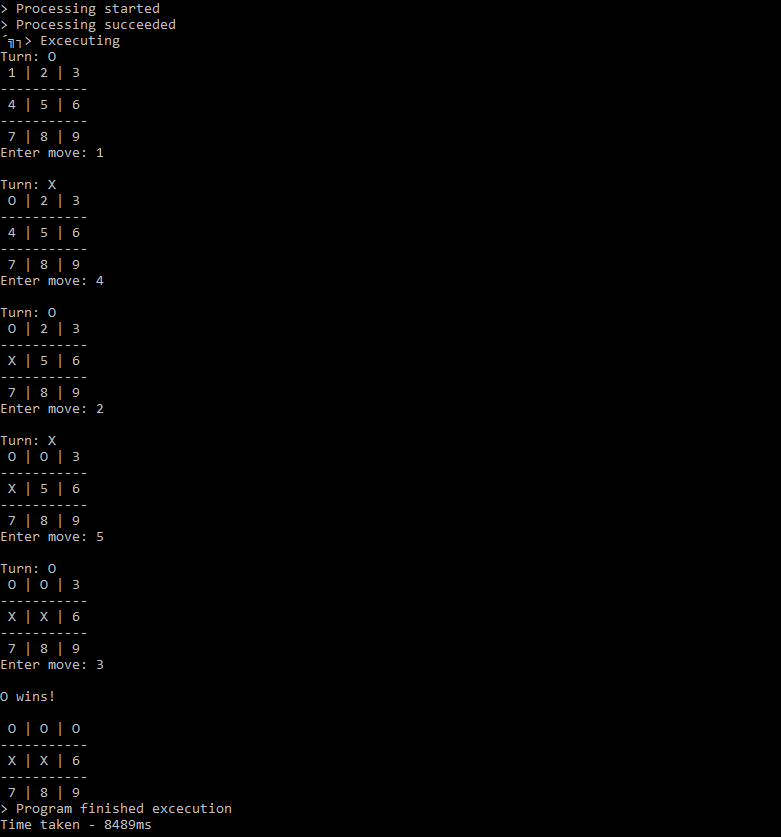 > Processing started
> Processing succeeded
´╗┐> Excecuting
Turn: O
 1 | 2 | 3
-----------
 4 | 5 | 6
-----------
 7 | 8 | 9
Enter move: 1

Turn: X
 O | 2 | 3
-----------
 4 | 5 | 6
-----------
 7 | 8 | 9
Enter move: 4

Turn: O
 O | 2 | 3
-----------
 X | 5 | 6
-----------
 7 | 8 | 9
Enter move: 2

Turn: X
 O | O | 3
-----------
 X | 5 | 6
-----------
 7 | 8 | 9
Enter move: 5

Turn: O
 O | O | 3
-----------
 X | X | 6
-----------
 7 | 8 | 9
Enter move: 3

O wins!

 O | O | O
-----------
 X | X | 6
-----------
 7 | 8 | 9
> Program finished excecution
Time taken - 8489ms